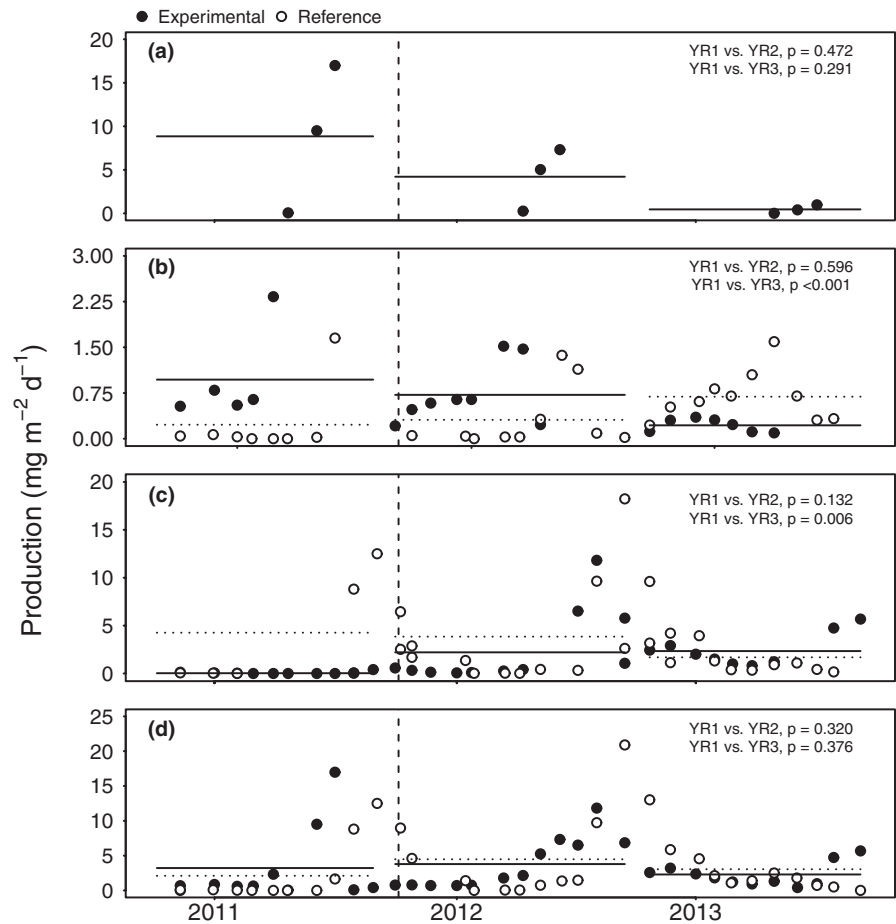 ● Experimental ○ Reference
(a)
YR1 vs. YR2, p = 0.472
YR1 vs. YR3, p = 0.291
20
15
10
5
0
(b)
YR1 vs. YR2, p = 0.596
YR1 vs. YR3, p <0.001
3.00
2.25
1.50
0.75
0.00
Production (mg m⁻² d⁻¹)
(c)
YR1 vs. YR2, p = 0.132
YR1 vs. YR3, p = 0.006
20
15
10
5
0
(d)
YR1 vs. YR2, p = 0.320
YR1 vs. YR3, p = 0.376
25
20
15
10
5
0
2011 2012 2013